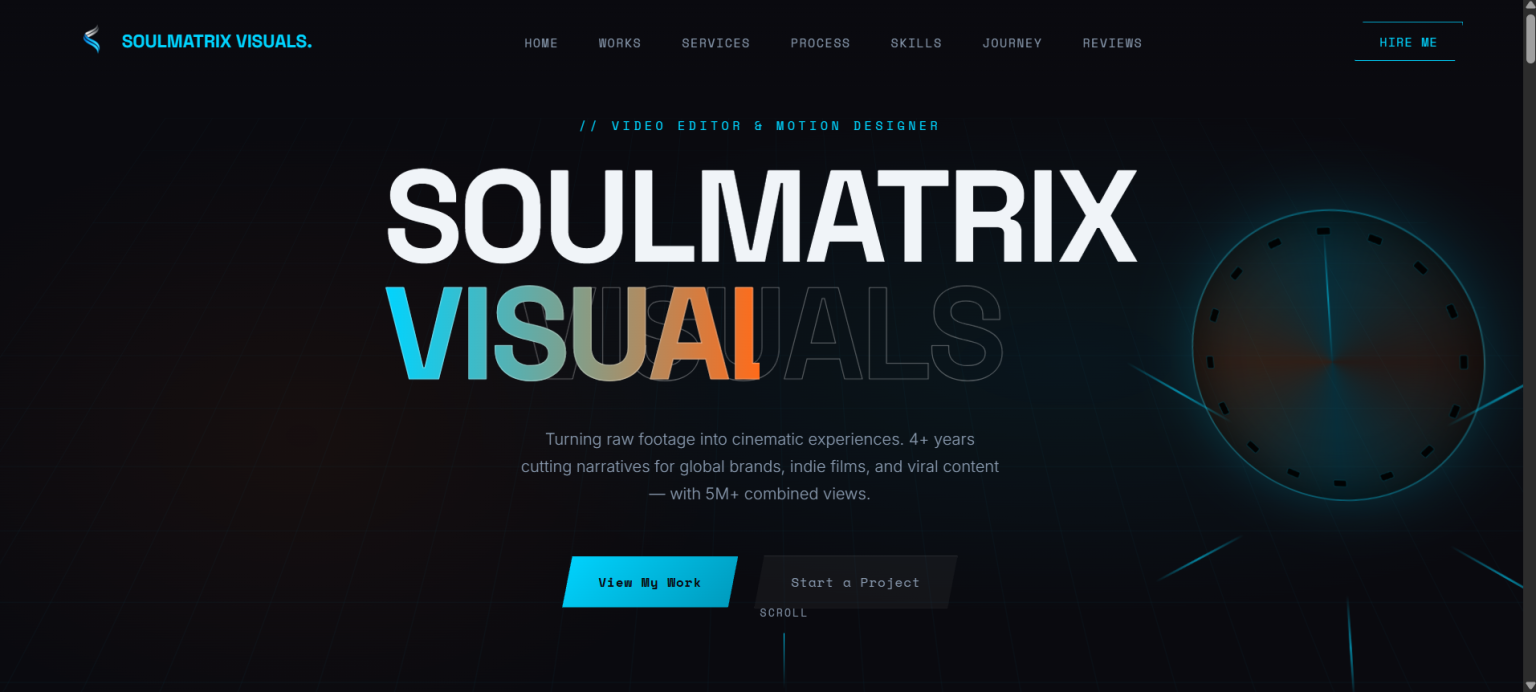 SOULMATRIX VISUALS.
HOME WORKS SERVICES PROCESS SKILLS JOURNEY REVIEWS
HIRE ME
// VIDEO EDITOR & MOTION DESIGNER
SOULMATRIX
VISUAL
VISUALS
Turning raw footage into cinematic experiences. 4+ years
cutting narratives for global brands, indie films, and viral content
— with 5M+ combined views.
View My Work
Start a Project
SCROLL